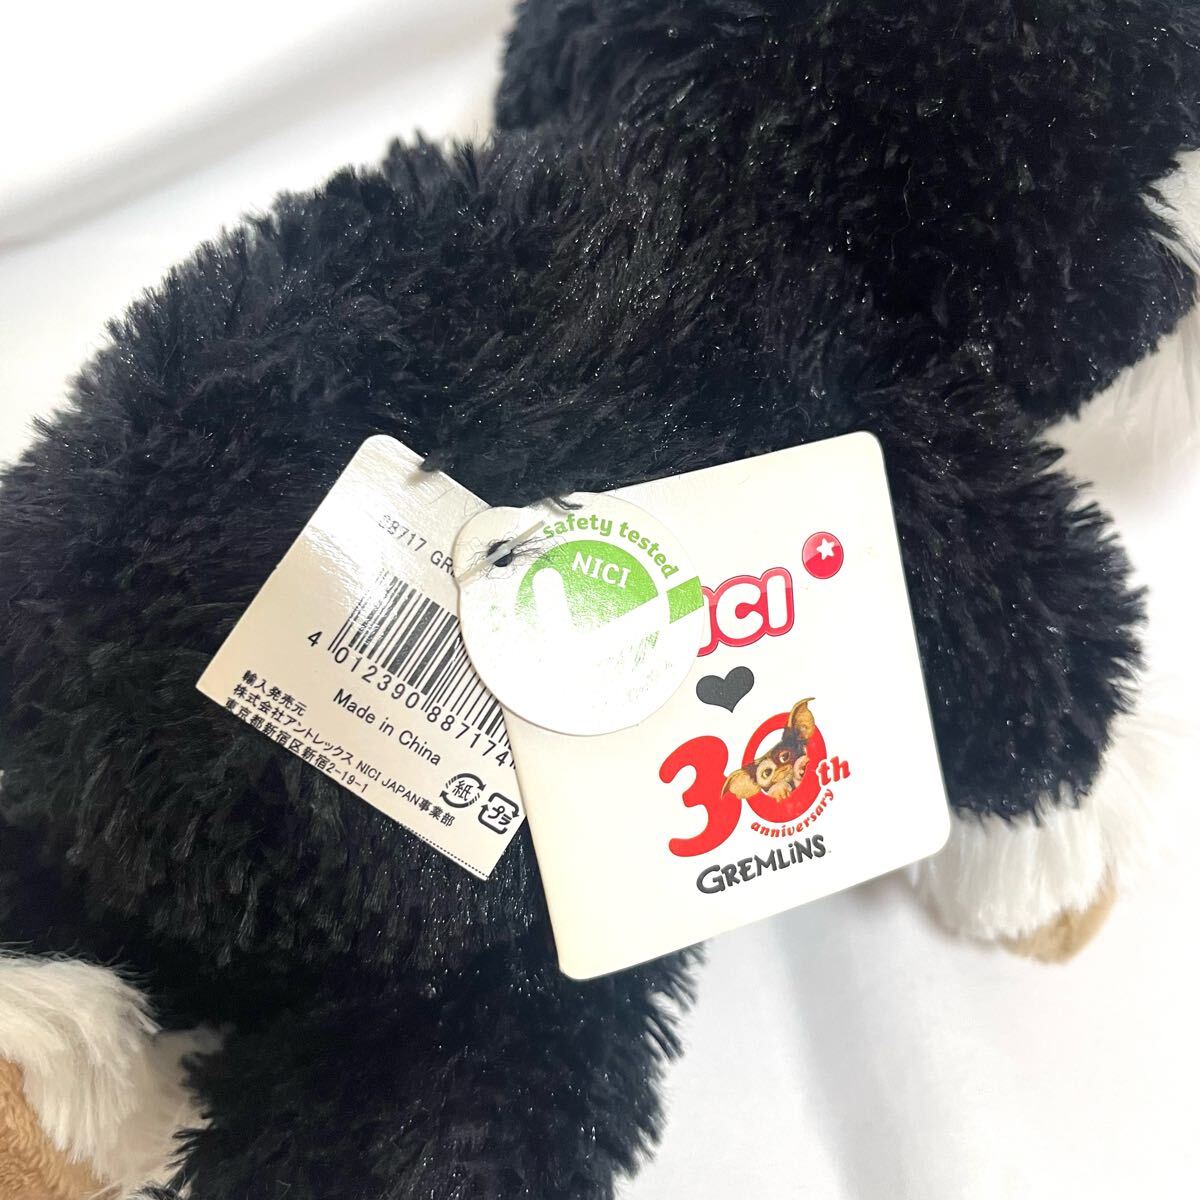 38717 GR
4 012390 887174
Made in China
輸入発売元
株式会社アントレックス NICI JAPAN事業部
東京都新宿区新宿2-19-1
紙
プラ
safety tested
NICI
30th
anniversary
GREMLiNS